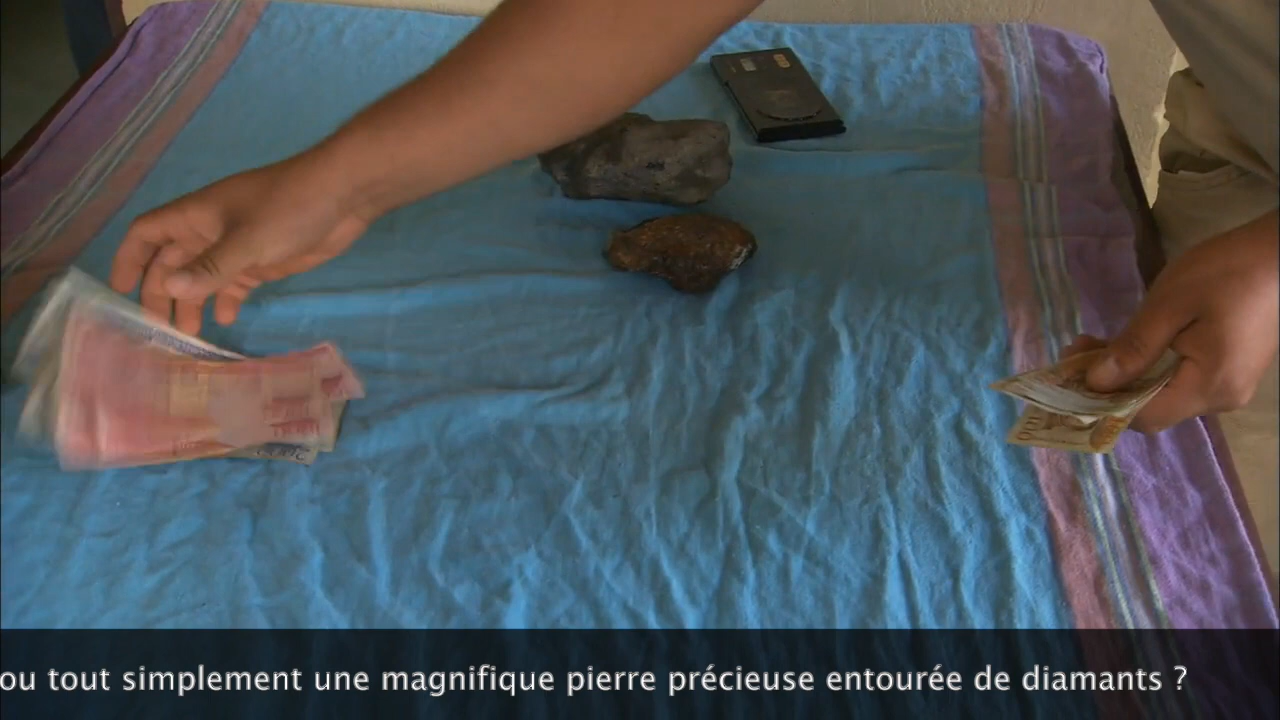 ou tout simplement une magnifique pierre précieuse entourée de diamants ?